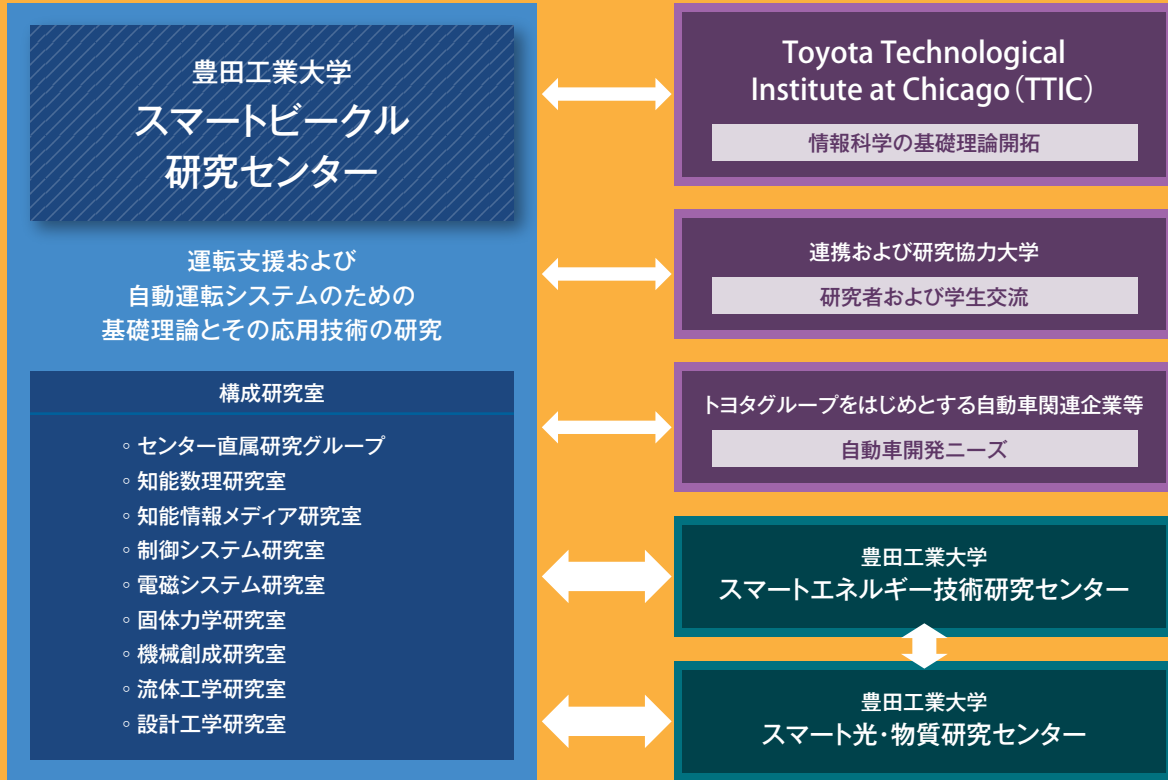 豊田工業大学
スマートビークル
研究センター
運転支援および
自動運転システムのための
基礎理論とその応用技術の研究
構成研究室
◦ センター直属研究グループ
◦ 知能数理研究室
◦ 知能情報メディア研究室
◦ 制御システム研究室
◦ 電磁システム研究室
◦ 固体力学研究室
◦ 機械創成研究室
◦ 流体工学研究室
◦ 設計工学研究室
Toyota Technological
Institute at Chicago（TTIC）
情報科学の基礎理論開拓
連携および研究協力大学
研究者および学生交流
トヨタグループをはじめとする自動車関連企業等
自動車開発ニーズ
豊田工業大学
スマートエネルギー技術研究センター
豊田工業大学
スマート光・物質研究センター